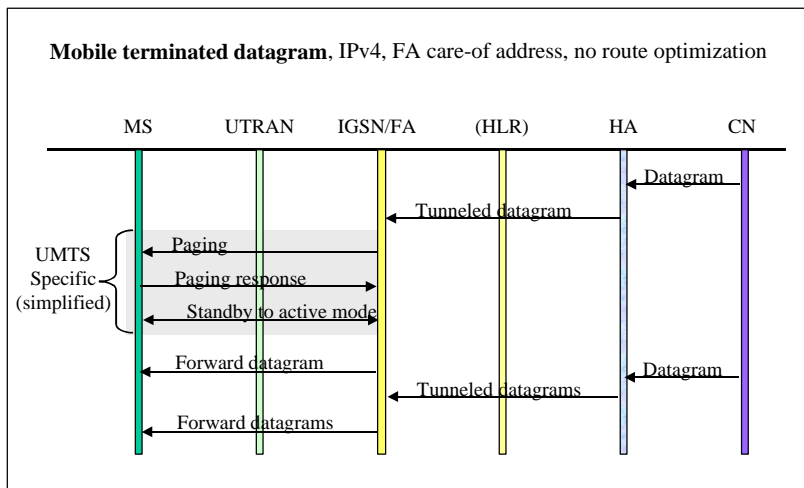 Mobile terminated datagram, IPv4, FA care-of address, no route optimization
MS UTRAN IGSN/FA (HLR) HA CN
Datagram
Tunneled datagram
UMTS
Specific
(simplified)
Paging
Paging response
Standby to active mode
Forward datagram
Datagram
Tunneled datagrams
Forward datagrams